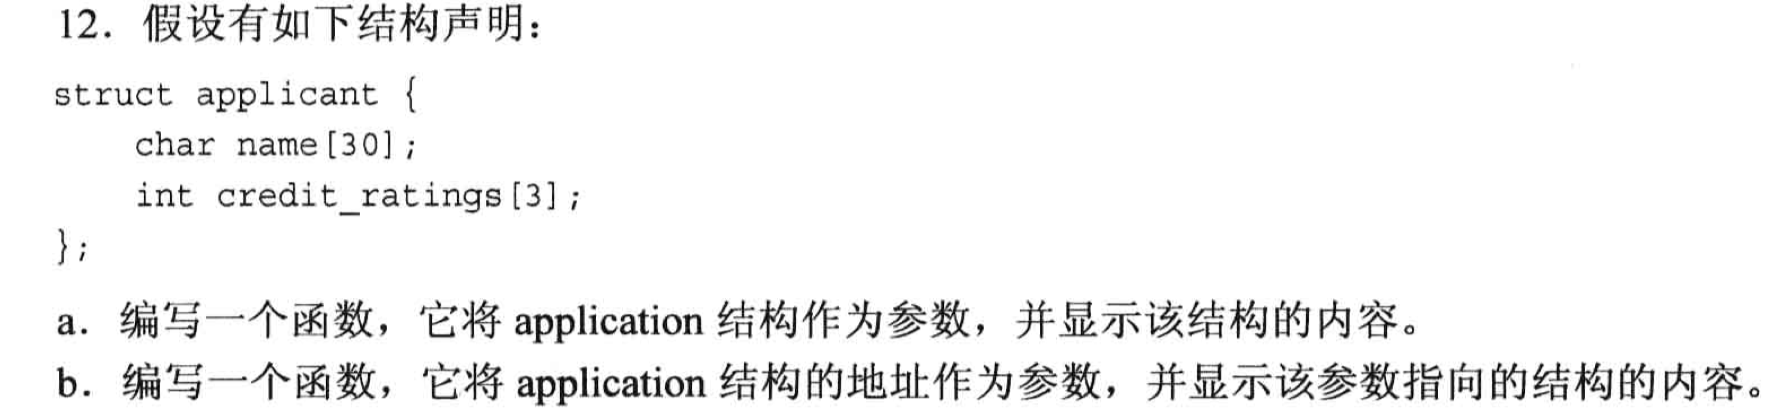 12．假设有如下结构声明：
struct applicant {
    char name[30];
    int credit_ratings[3];
};
a．编写一个函数，它将 application 结构作为参数，并显示该结构的内容。
b．编写一个函数，它将 application 结构的地址作为参数，并显示该参数指向的结构的内容。